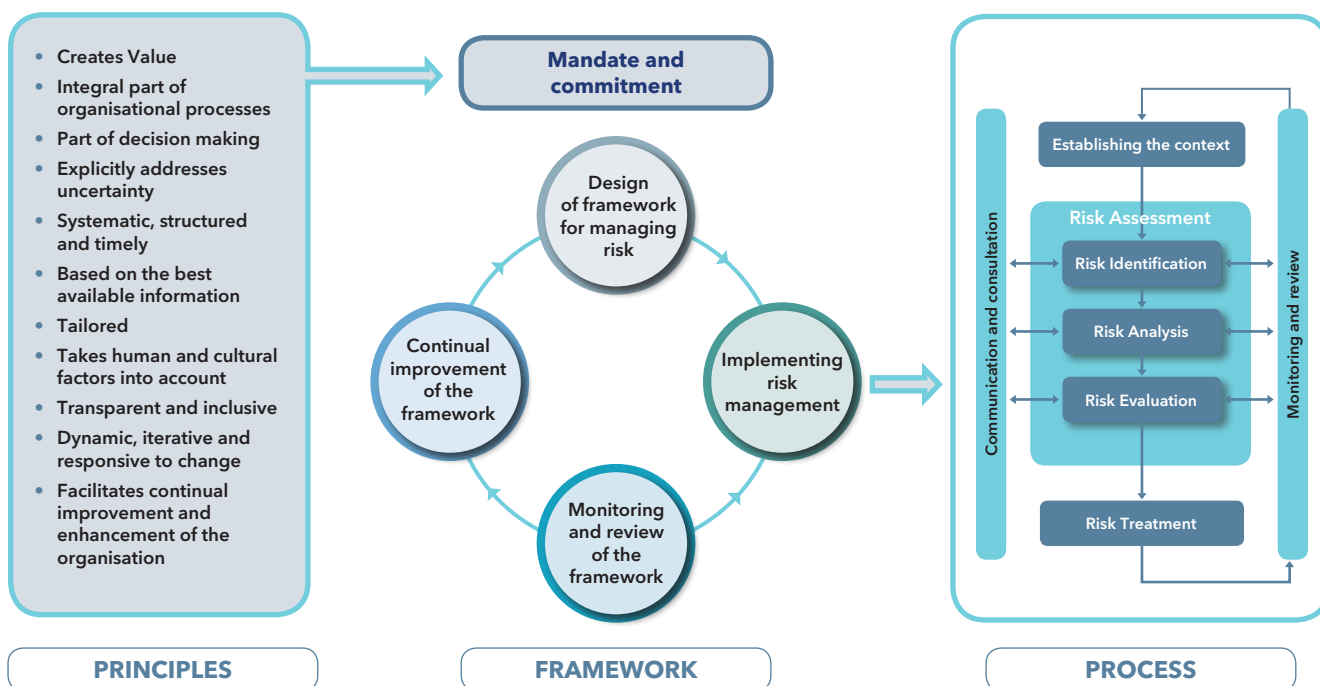 • Creates Value
• Integral part of
organisational processes
• Part of decision making
• Explicitly addresses
uncertainty
• Systematic, structured
and timely
• Based on the best
available information
• Tailored
• Takes human and cultural
factors into account
• Transparent and inclusive
• Dynamic, iterative and
responsive to change
• Facilitates continual
improvement and
enhancement of the
organisation
PRINCIPLES
Mandate and
commitment
Design
of framework
for managing
risk
Implementing
risk
management
Monitoring
and review
of the
framework
Continual
improvement
of the
framework
FRAMEWORK
Communication and consultation
Establishing the context
Risk Assessment
Risk Identification
Risk Analysis
Risk Evaluation
Risk Treatment
Monitoring and review
PROCESS